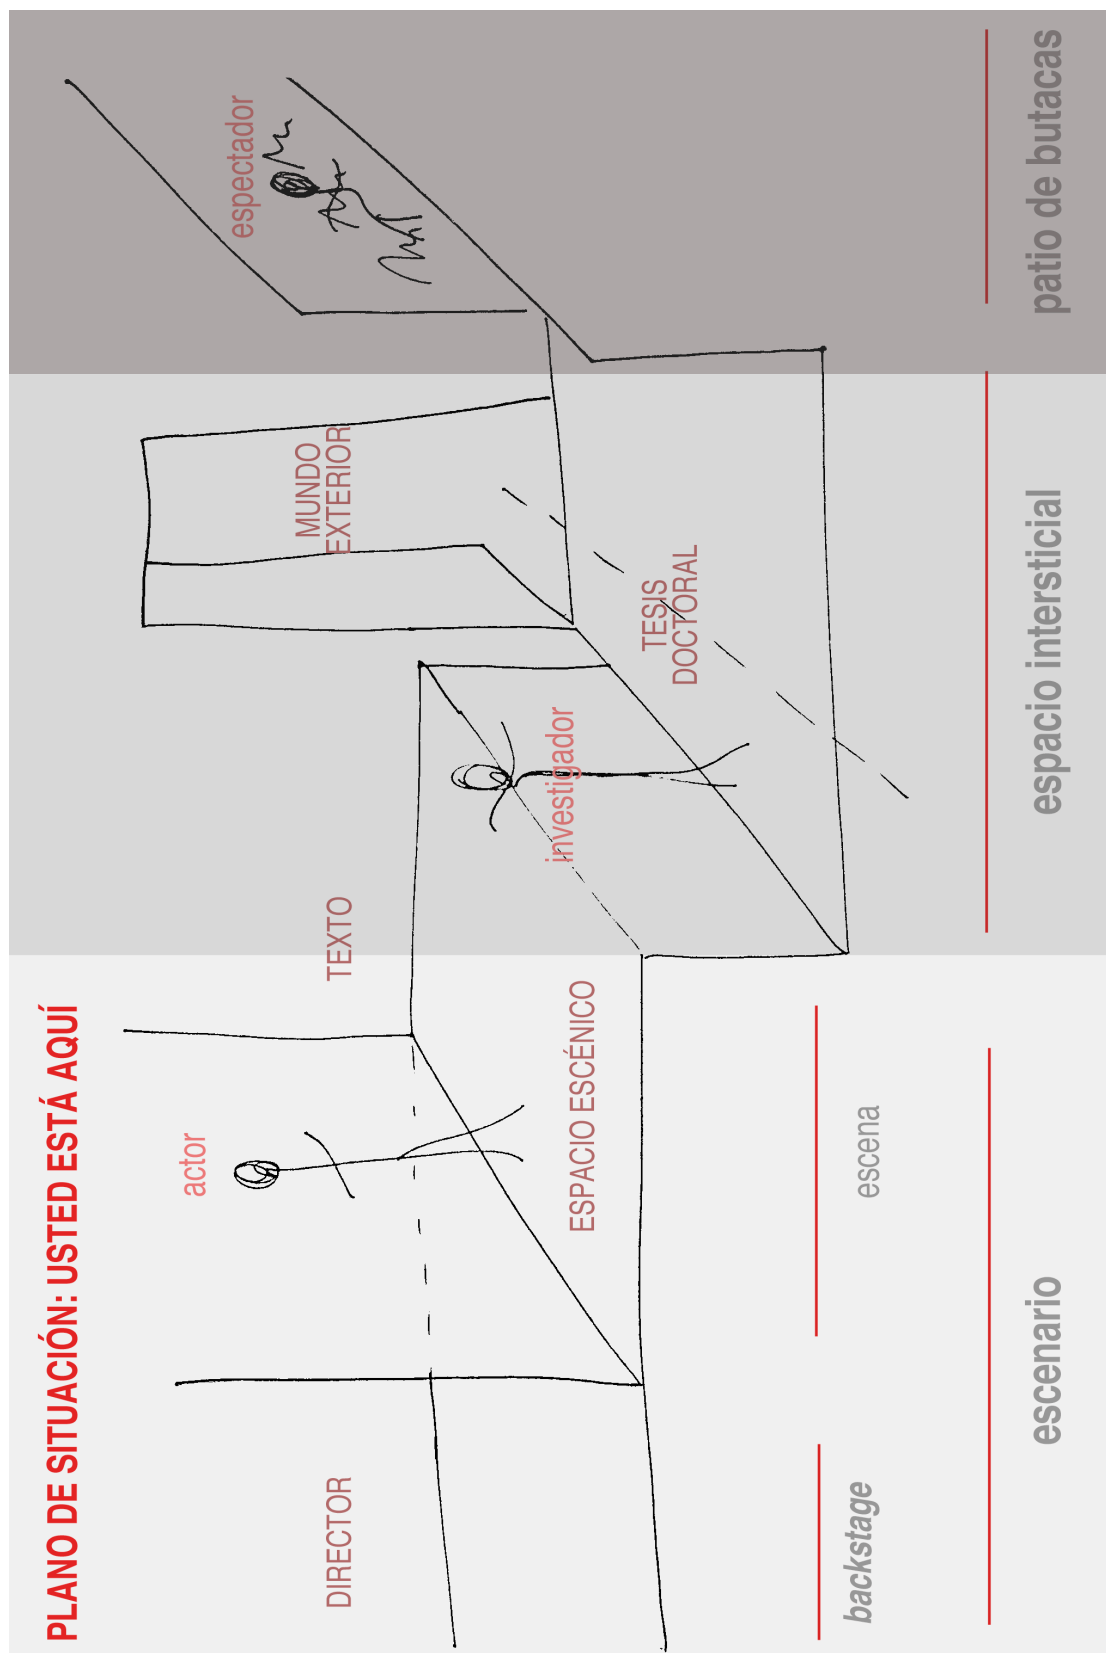 PLANO DE SITUACIÓN: USTED ESTÁ AQUÍ
actor
espectador
DIRECTOR
TEXTO
MUNDO
EXTERIOR
investigador
ESPACIO ESCÉNICO
TESIS
DOCTORAL
backstage
escena
escenario
espacio intersticial
patio de butacas